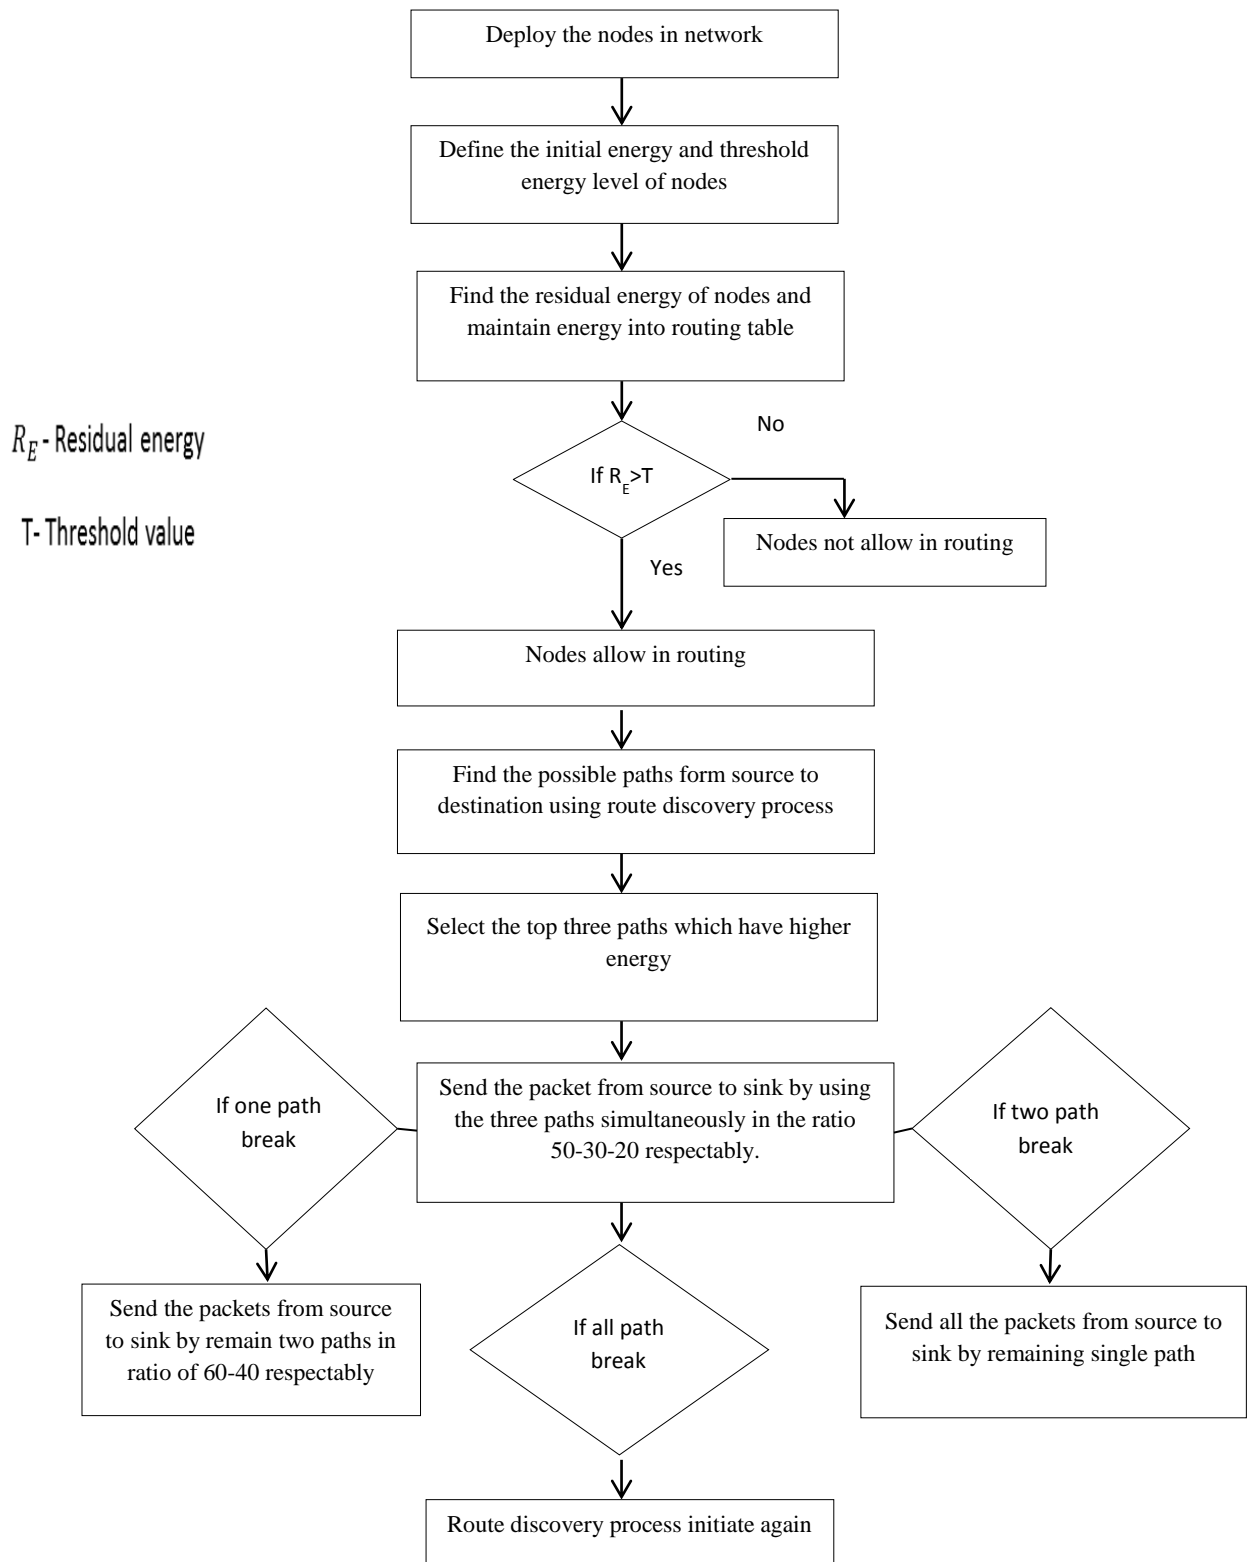 Deploy the nodes in network
Define the initial energy and threshold
energy level of nodes
Find the residual energy of nodes and
maintain energy into routing table
No
R_E - Residual energy
If R_E>T
T- Threshold value
Nodes not allow in routing
Yes
Nodes allow in routing
Find the possible paths form source to
destination using route discovery process
Select the top three paths which have higher
energy
If one path
break
Send the packet from source to sink by using
the three paths simultaneously in the ratio
50-30-20 respectably.
If two path
break
Send the packets from source
to sink by remain two paths in
ratio of 60-40 respectably
If all path
break
Send all the packets from source to
sink by remaining single path
Route discovery process initiate again